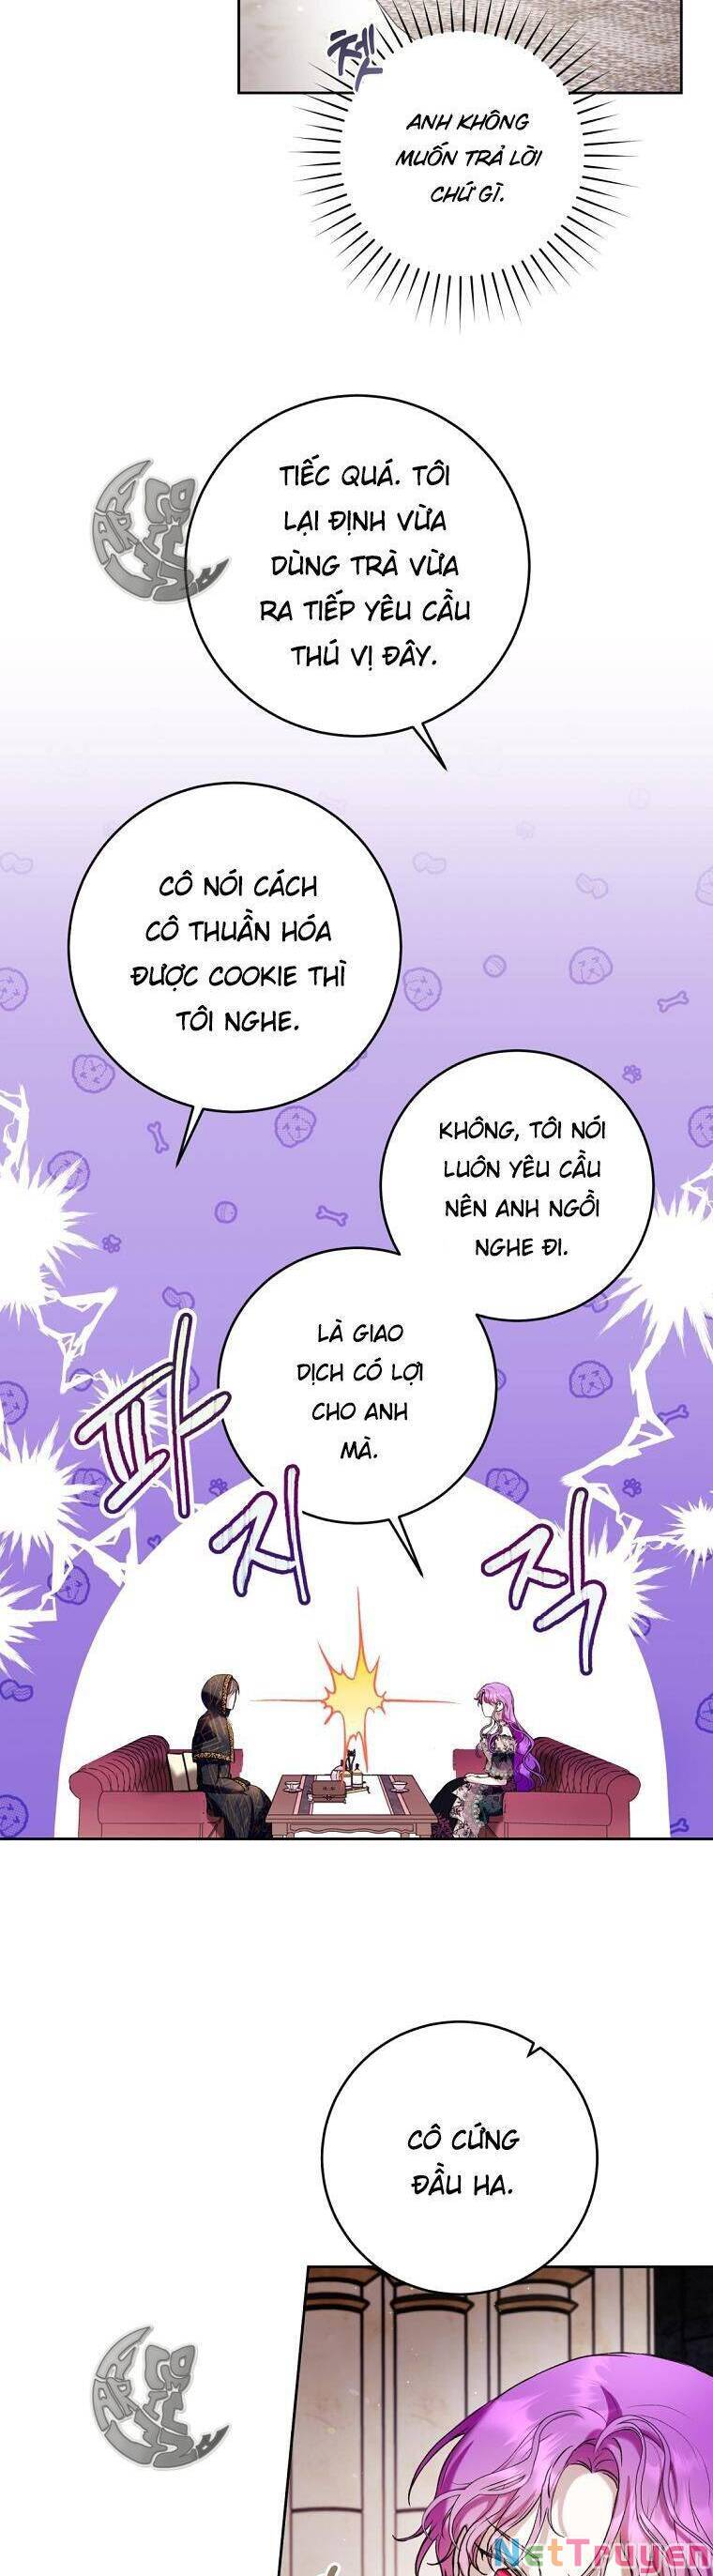 쳇
ANH KHÔNG
MUỐN TRẢ LỜI
CHỨ GÌ.
TIẾC QUÁ. TÔI
LẠI ĐỊNH VỪA
DÙNG TRÀ VỪA
RA TIẾP YÊU CẦU
THÚ VỊ ĐÂY.
CÔ NÓI CÁCH
CÔ THUẦN HÓA
ĐƯỢC COOKIE THÌ
TÔI NGHE.
KHÔNG, TÔI NÓI
LUÔN YÊU CẦU
NÊN ANH NGỒI
NGHE ĐI.
LÀ GIAO
DỊCH CÓ LỢI
CHO ANH
MÀ.
파
지
직
CÔ CỨNG
ĐẦU HA.
NetTruyen